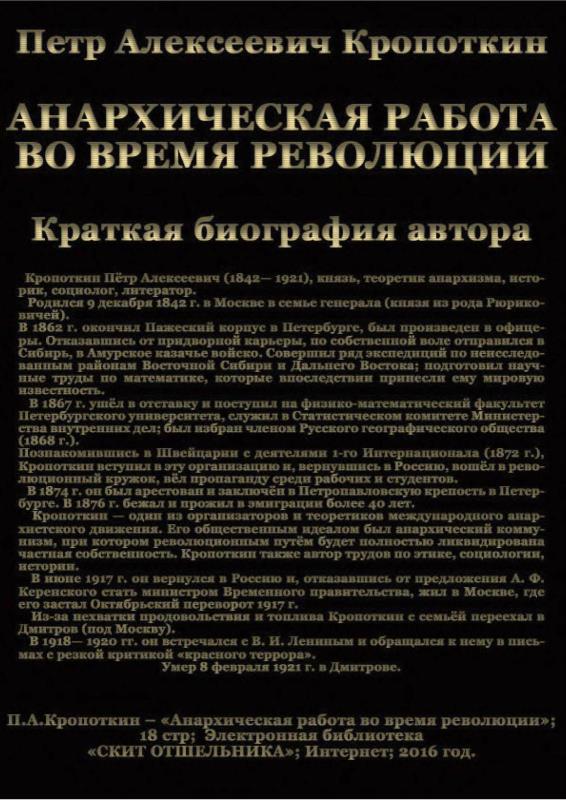 Петр Алексеевич Кропоткин
АНАРХИЧЕСКАЯ РАБОТА
ВО ВРЕМЯ РЕВОЛЮЦИИ
Краткая биография автора
Кропоткин Пётр Алексеевич (1842— 1921), князь, теоретик анархизма, исто-
рик, социолог, литератор.
Родился 9 декабря 1842 г. в Москве в семье генерала (князя из рода Рюрико-
вичей).
В 1862 г. окончил Пажеский корпус в Петербурге, был произведен в офице-
ры. Отказавшись от придворной карьеры, по собственной воле отправился в
Сибирь, в Амурское казачье войско. Совершил ряд экспедиций по неисследо-
ванным районам Восточной Сибири и Дальнего Востока; подготовил науч-
ные труды по математике, которые впоследствии принесли ему мировую
известность.
В 1867 г. ушёл в отставку и поступил на физико-математический факультет
Петербургского университета, служил в Статистическом комитете Министер-
ства внутренних дел; был избран членом Русского географического общества
(1868 г.).
Познакомившись в Швейцарии с деятелями 1-го Интернационала (1872 г.),
Кропоткин вступил в эту организацию и, вернувшись в Россию, вошёл в рево-
люционный кружок, вёл пропаганду среди рабочих и студентов.
В 1874 г. он был арестован и заключён в Петропавловскую крепость в Петер-
бурге. В 1876 г. бежал и прожил в эмиграции более 40 лет.
Кропоткин — один из организаторов и теоретиков международного анар-
хистского движения. Его общественным идеалом был анархический комму-
низм, при котором революционным путём будет полностью ликвидирована
частная собственность. Кропоткин также автор трудов по этике, социологии,
истории.
В июне 1917 г. он вернулся в Россию и, отказавшись от предложения А. Ф.
Керенского стать министром Временного правительства, жил в Москве, где
его застал Октябрьский переворот 1917 г.
Из-за нехватки продовольствия и топлива Кропоткин с семьёй переехал в
Дмитров (под Москву).
В 1918— 1920 гг. он встречался с В. И. Лениным и обращался к нему в пись-
мах с резкой критикой «красного террора».
Умер 8 февраля 1921 г. в Дмитрове.
П.А.Кропоткин – «Анархическая работа во время революции»;
18 стр; Электронная библиотека
«СКИТ ОТШЕЛЬНИКА»; Интернет; 2016 год.